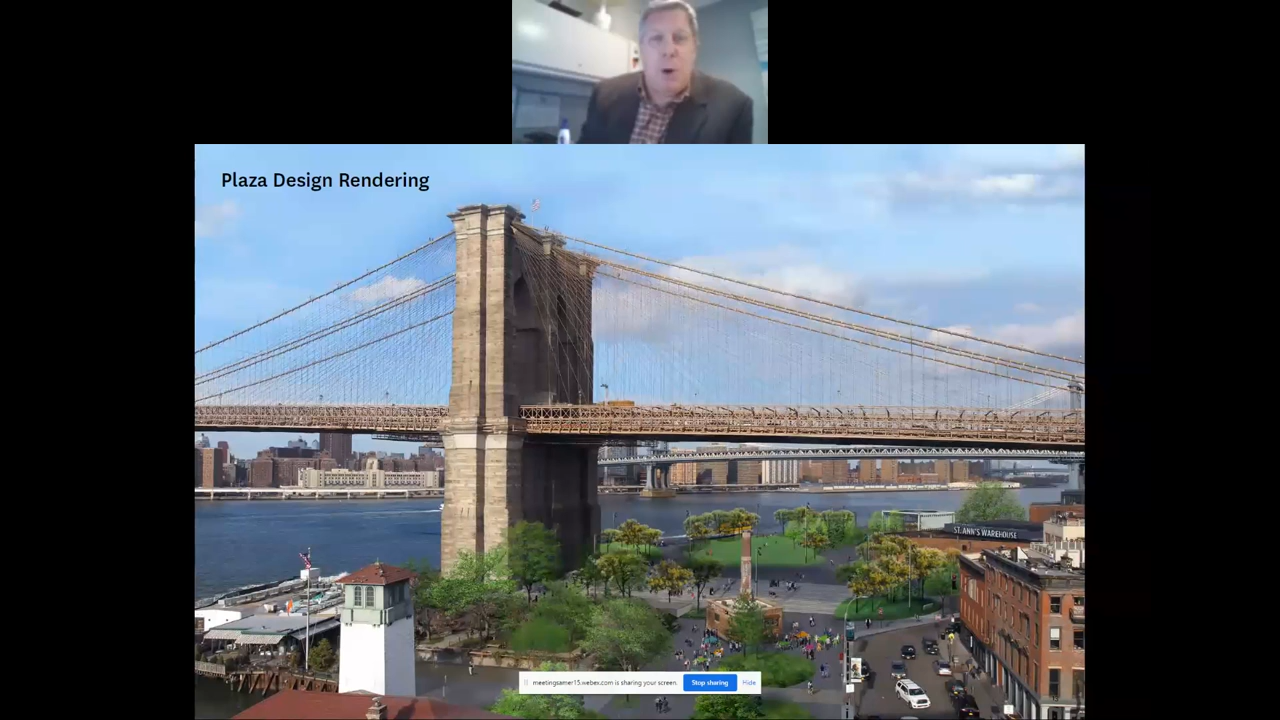 Plaza Design Rendering
ST. ANN'S WAREHOUSE
meetingsamer15.webex.com is sharing your screen.
Stop sharing
Hide